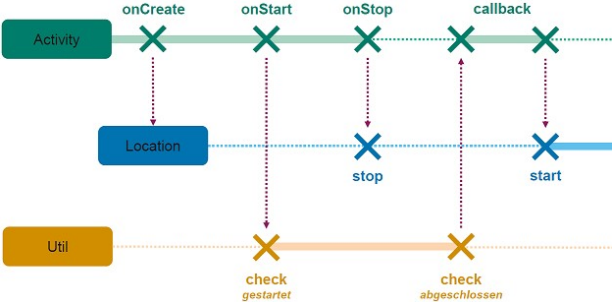 onCreate
onStart
onStop
callback
Activity
Location
stop
start
Util
check
gestartet
check
abgeschlossen